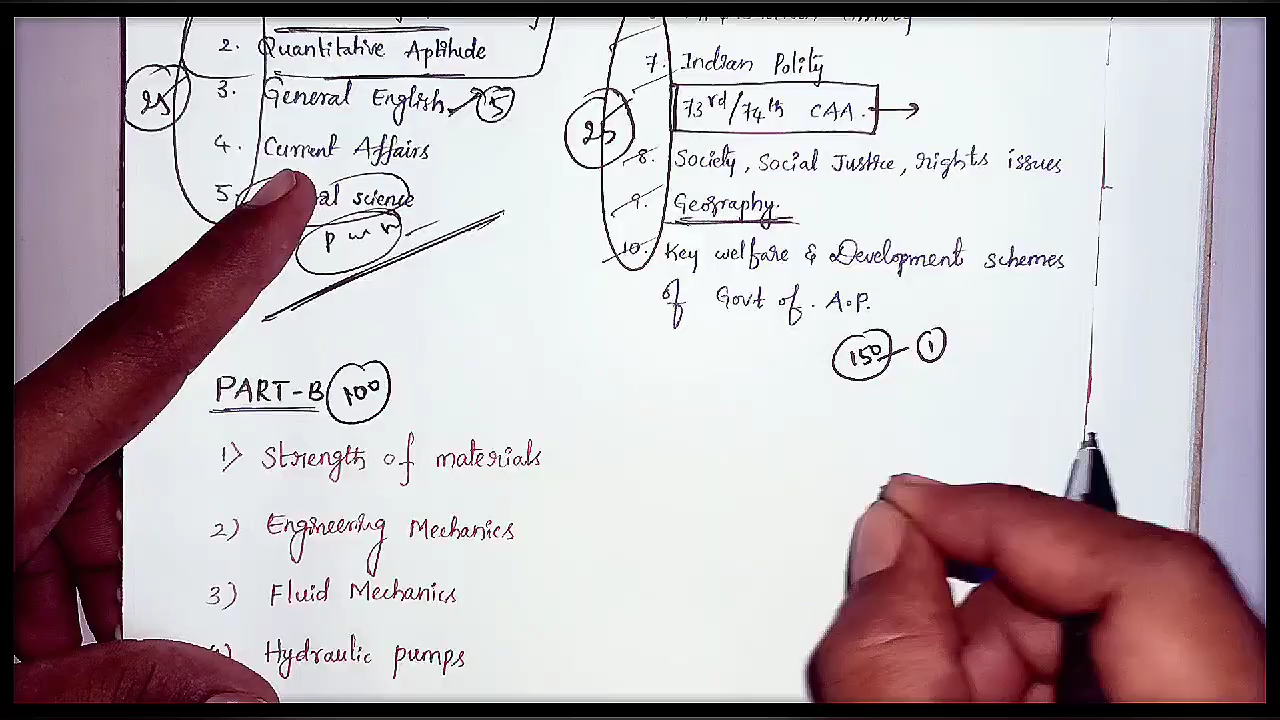 2. Quantitative Aptitude
3. General English 5
4. Current Affairs
5. al science
25
7. Indian Polity
73rd/74th CAA.
8. Society, Social Justice, Rights issues
9. Geography.
10. Key welfare & Development schemes
of Govt of. A.P.
25
150 - 1
PART-B 100
1) Strength of materials
2) Engineering Mechanics
3) Fluid Mechanics
Hydraulic pumps